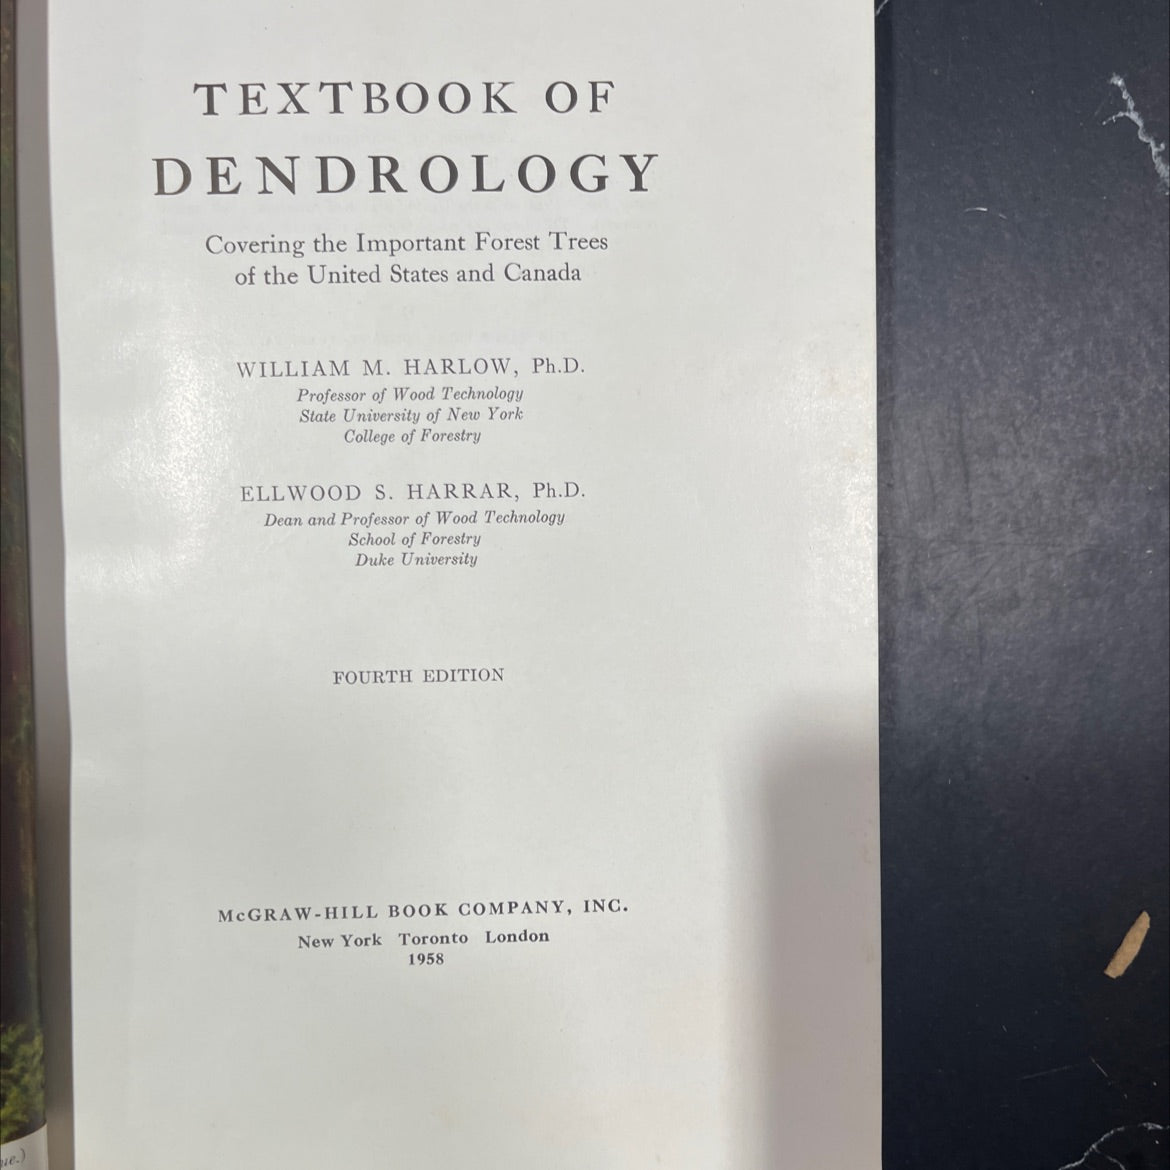 TEXTBOOK OF
DENDROLOGY
Covering the Important Forest Trees
of the United States and Canada
WILLIAM M. HARLOW, Ph.D.
Professor of Wood Technology
State University of New York
College of Forestry
ELLWOOD S. HARRAR, Ph.D.
Dean and Professor of Wood Technology
School of Forestry
Duke University
FOURTH EDITION
McGRAW-HILL BOOK COMPANY, INC.
New York Toronto London
1958